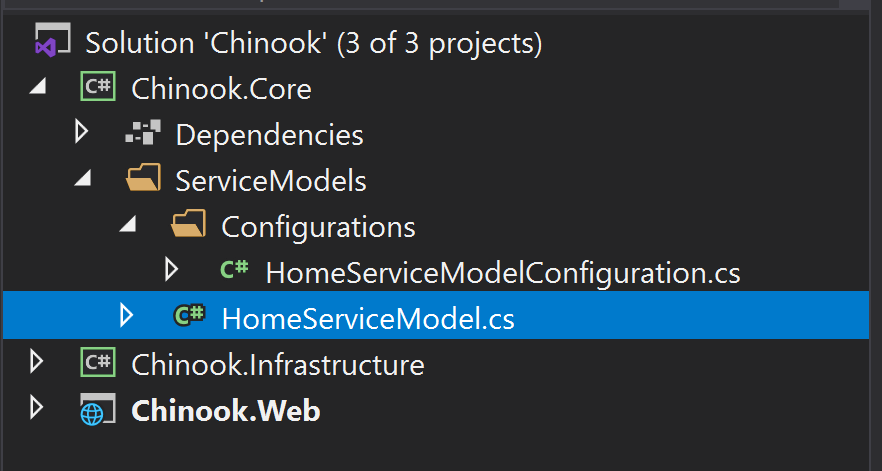 Solution 'Chinook' (3 of 3 projects)
C# Chinook.Core
Dependencies
ServiceModels
Configurations
C# HomeServiceModelConfiguration.cs
C# HomeServiceModel.cs
C# Chinook.Infrastructure
Chinook.Web